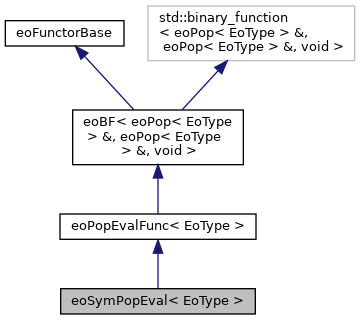 eoFunctorBase
std::binary_function
< eoPop< EoType > &,
eoPop< EoType > &, void >
eoBF< eoPop< EoType
> &, eoPop< EoType
> &, void >
eoPopEvalFunc< EoType >
eoSymPopEval< EoType >